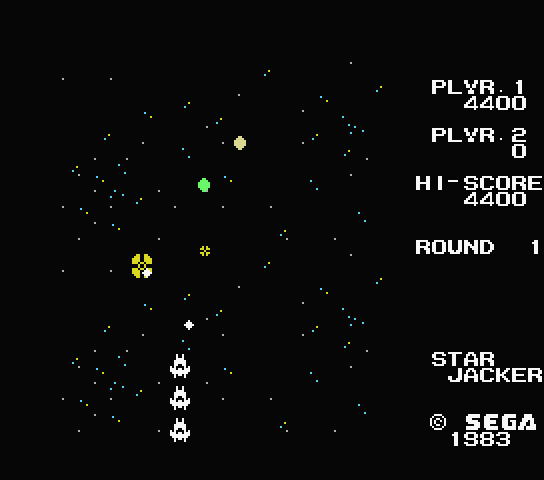 PLYR. 1
4400
PLYR. 2
0
HI-SCORE
4400
ROUND 1
STAR
JACKER
© SEGA
1983